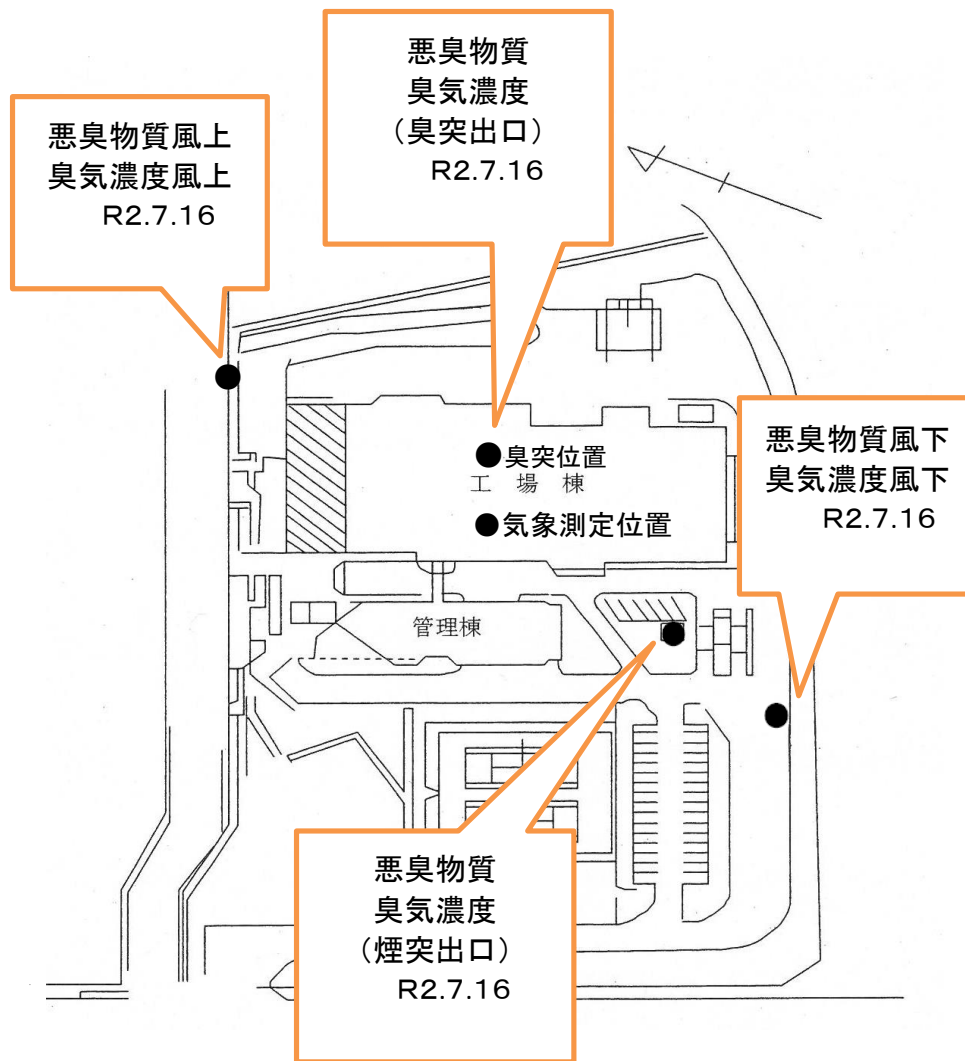 悪臭物質
臭気濃度
（臭突出口）
R2.7.16
悪臭物質風上
臭気濃度風上
R2.7.16
悪臭物質風下
臭気濃度風下
R2.7.16
臭突位置
工場棟
気象測定位置
管理棟
悪臭物質
臭気濃度
（煙突出口）
R2.7.16